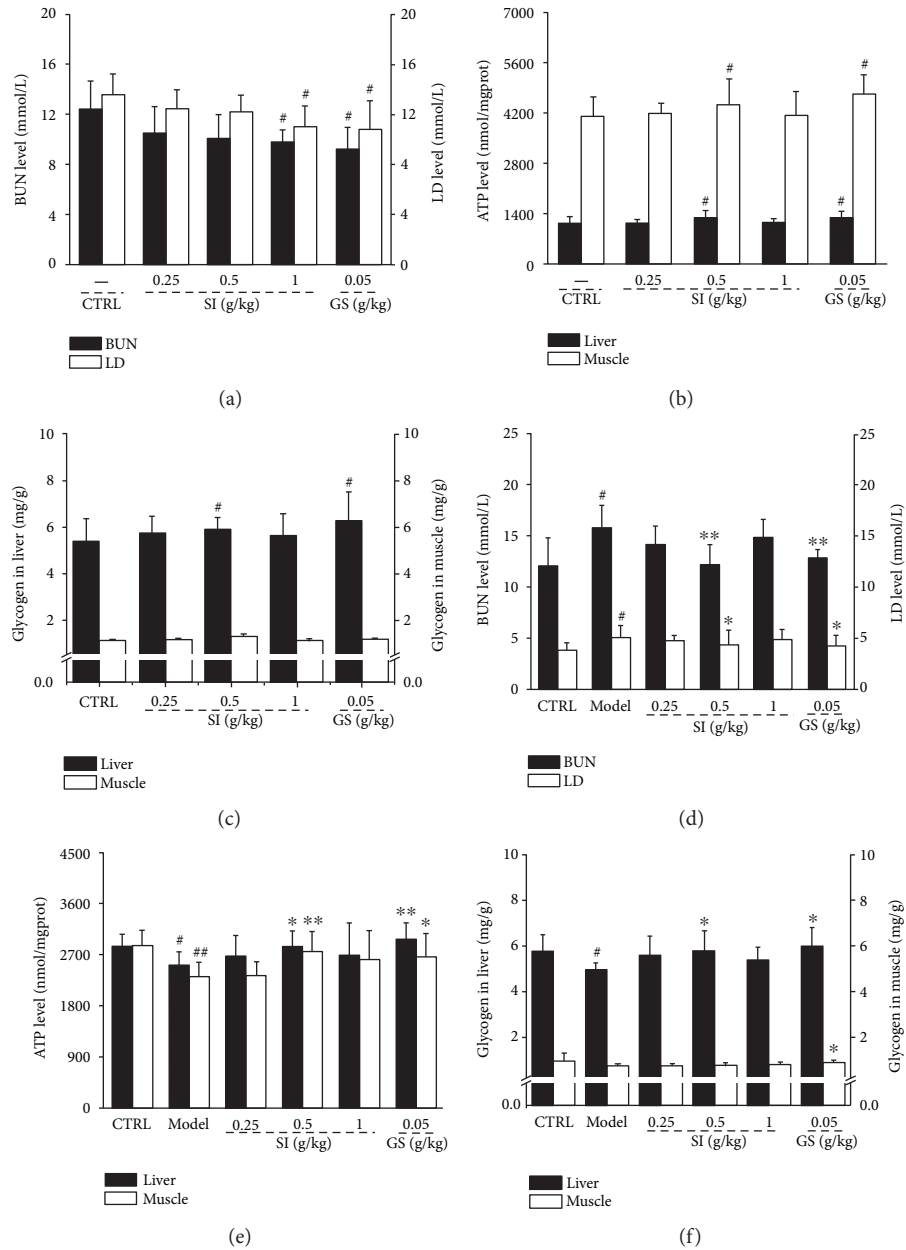 20
16
12
8
4
0
BUN level (mmol/L)
20
16
12
4
4
0
LD level (mmol/L)
# #
# #
— 0.25 0.5 1 0.05
CTRL SI (g/kg) GS (g/kg)
BUN
LD
(a)
7000
5600
4200
2800
1400
0
ATP level (nmol/mgprot)
# #
# #
— 0.25 0.5 1 0.05
CTRL SI (g/kg) GS (g/kg)
Liver
Muscle
(b)
10
8
6
4
2
0.0
Glycogen in liver (mg/g)
10
8
6
4
2
0.0
Glycogen in muscle (mg/g)
# #
CTRL 0.25 0.5 1 0.05
SI (g/kg) GS (g/kg)
Liver
Muscle
(c)
25
20
15
10
5
0
BUN level (mmol/L)
25
20
15
10
5
0
LD level (mmol/L)
# ** **
# * *
CTRL Model 0.25 0.5 1 0.05
SI (g/kg) GS (g/kg)
BUN
LD
(d)
4500
3600
2700
1800
900
0
ATP level (nmol/mgprot)
# ## * ** ** *
CTRL Model 0.25 0.5 1 0.05
SI (g/kg) GS (g/kg)
Liver
Muscle
(e)
10
8
6
4
2
0.0
Glycogen in liver (mg/g)
10
8
6
4
2
0.0
Glycogen in muscle (mg/g)
# * *
*
CTRL Model 0.25 0.5 1 0.05
SI (g/kg) GS (g/kg)
Liver
Muscle
(f)